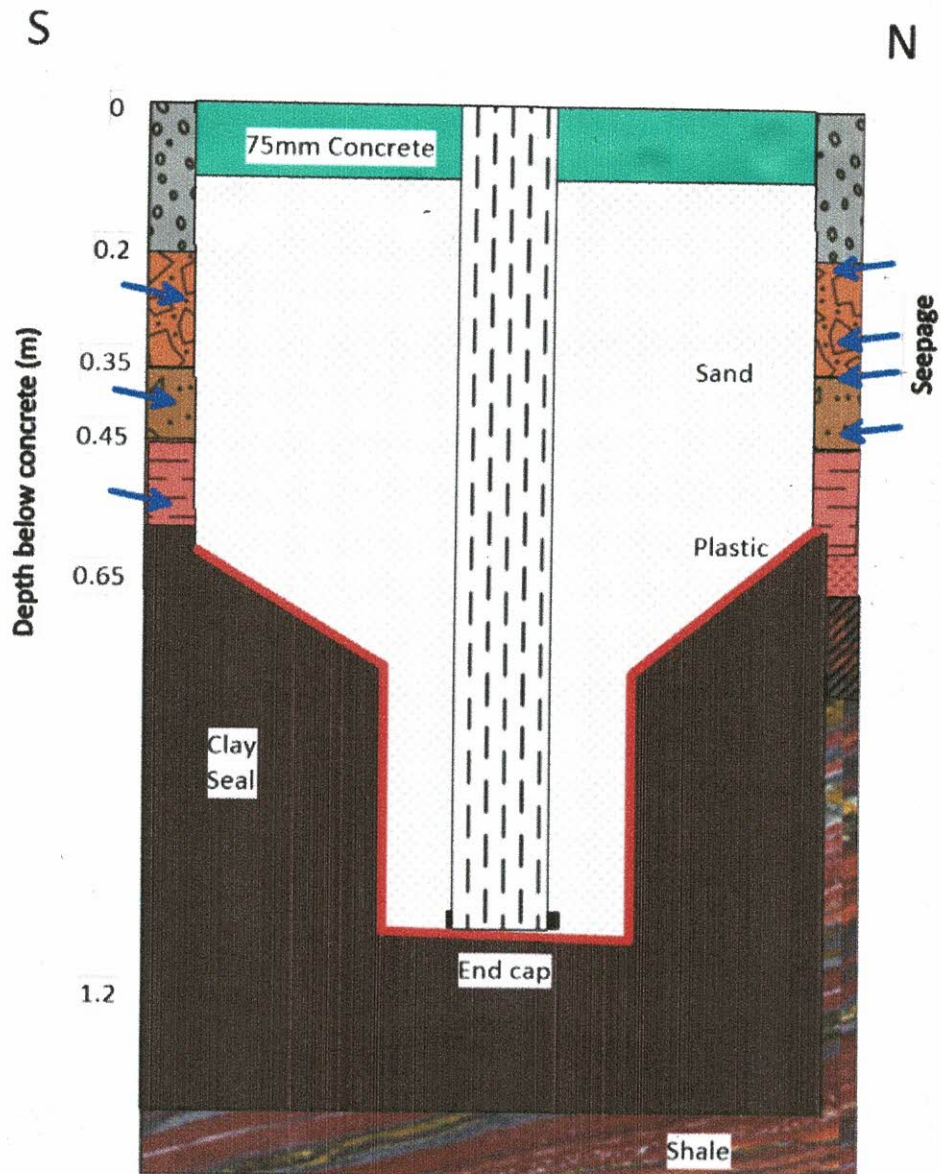 S
N
0
75mm Concrete
0.2
Depth below concrete (m)
0.35
Sand
Seepage
0.45
Plastic
0.65
Clay
Seal
End cap
1.2
Shale